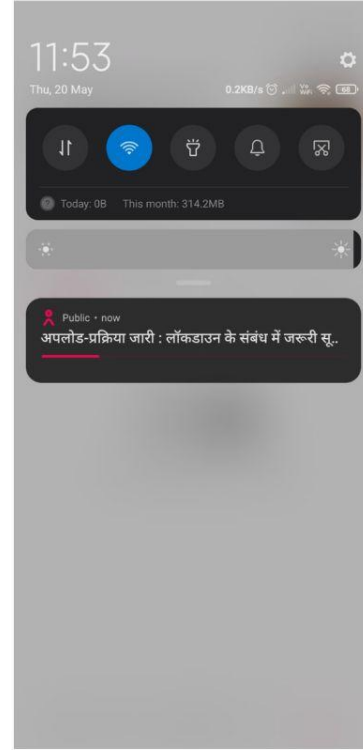 11:53
Thu, 20 May
0.2KB/s
68
Today: 0B This month: 314.2MB
Public • now
अपलोड-प्रक्रिया जारी : लॉकडाउन के संबंध में जरूरी सू..